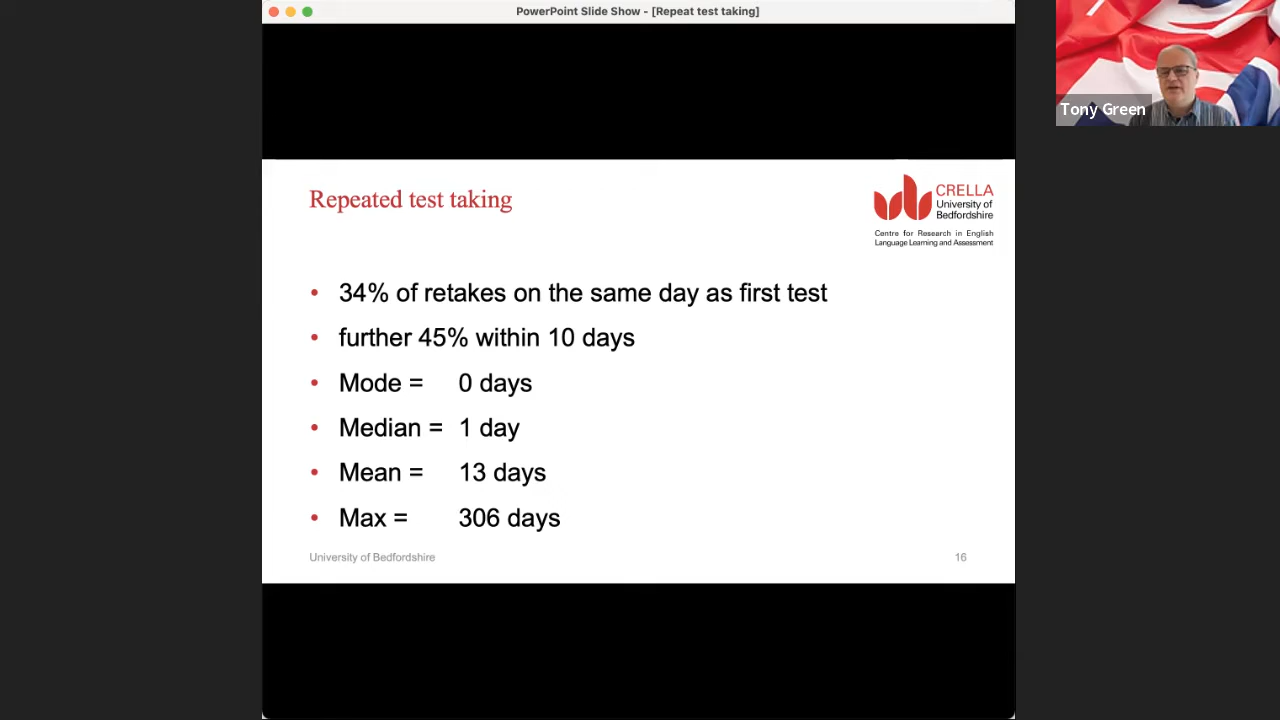 PowerPoint Slide Show - [Repeat test taking]
Tony Green
Repeated test taking
CRELLA
University of
Bedfordshire
Centre for Research in English
Language Learning and Assessment
• 34% of retakes on the same day as first test
• further 45% within 10 days
• Mode = 0 days
• Median = 1 day
• Mean = 13 days
• Max = 306 days
University of Bedfordshire
16